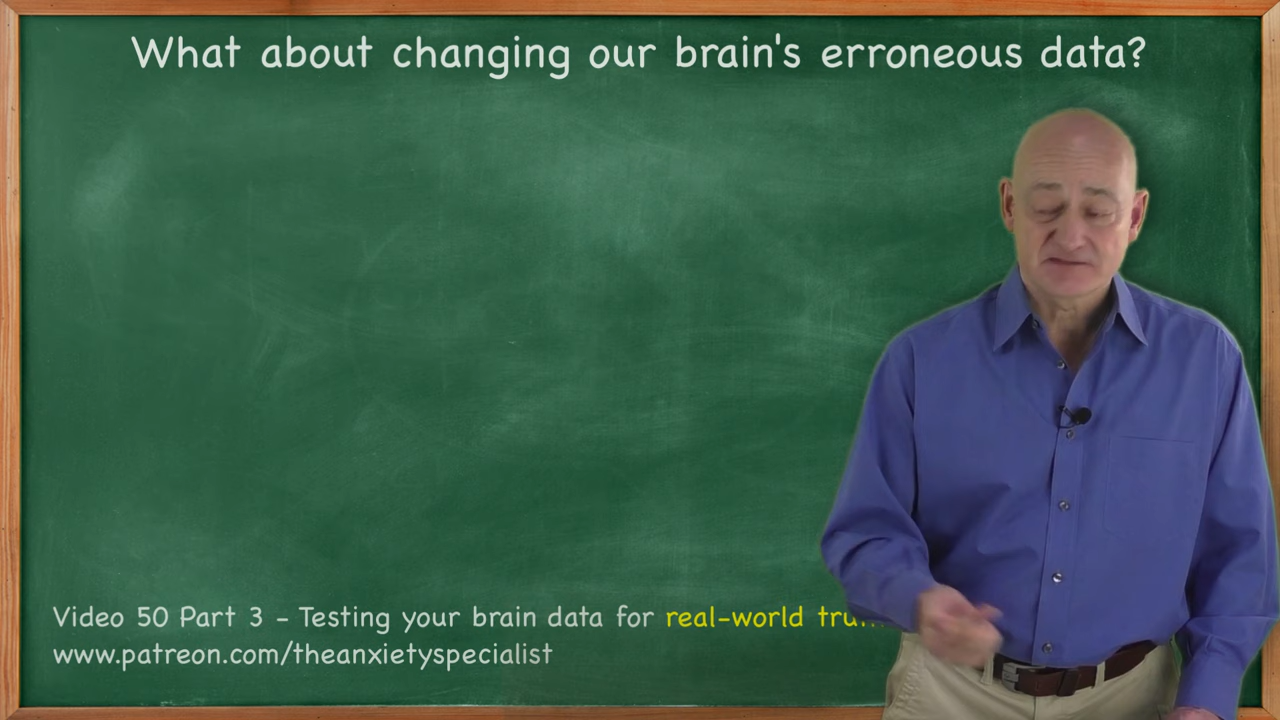 What about changing our brain's erroneous data?
Video 50 Part 3 - Testing your brain data for real-world
www.patreon.com/theanxietyspecialist